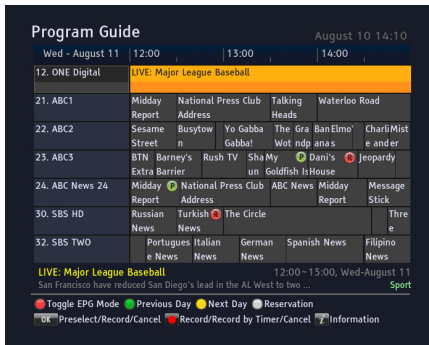 Program Guide
August 10 14:10
Wed - August 11 12:00 13:00 14:00
12. ONE Digital LIVE: Major League Baseball
21. ABC1 Midday Report National Press Club Address Talking Heads Waterloo Road
22. ABC2 Sesame Street Busytown Yo Gabba Gabba! The Wot Gra ndp Ban ana Elmo' s Charli e and Mist er
23. ABC3 BTN Extra Barney's Barrier Rush TV Sha un My Goldfish Is P Dani's House R Jeopardy
24. ABC News 24 Midday Report P National Press Club Address ABC News Midday Report Message Stick
30. SBS HD Russian News Turkish News R The Circle Three
32. SBS TWO Portuguese News Italian News German News Spanish News Filipino News
LIVE: Major League Baseball 12:00~15:00, Wed-August 11
San Francisco have reduced San Diego's lead in the AL West to two ... Sport
Toggle EPG Mode Previous Day Next Day Reservation
OK Preselect/Record/Cancel Record/Record by Timer/Cancel i Information